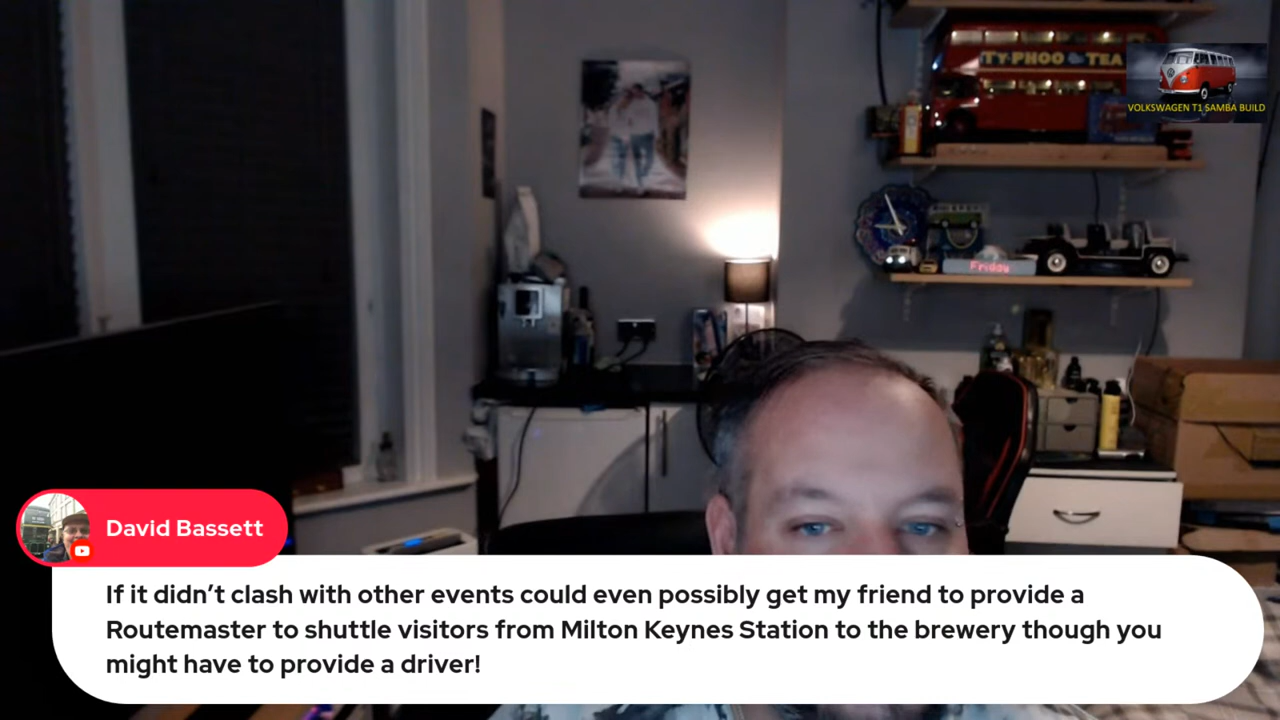 TY·PHOO TEA
VOLKSWAGEN T1 SAMBA BUILD
Friday
David Bassett
If it didn’t clash with other events could even possibly get my friend to provide a
Routemaster to shuttle visitors from Milton Keynes Station to the brewery though you
might have to provide a driver!